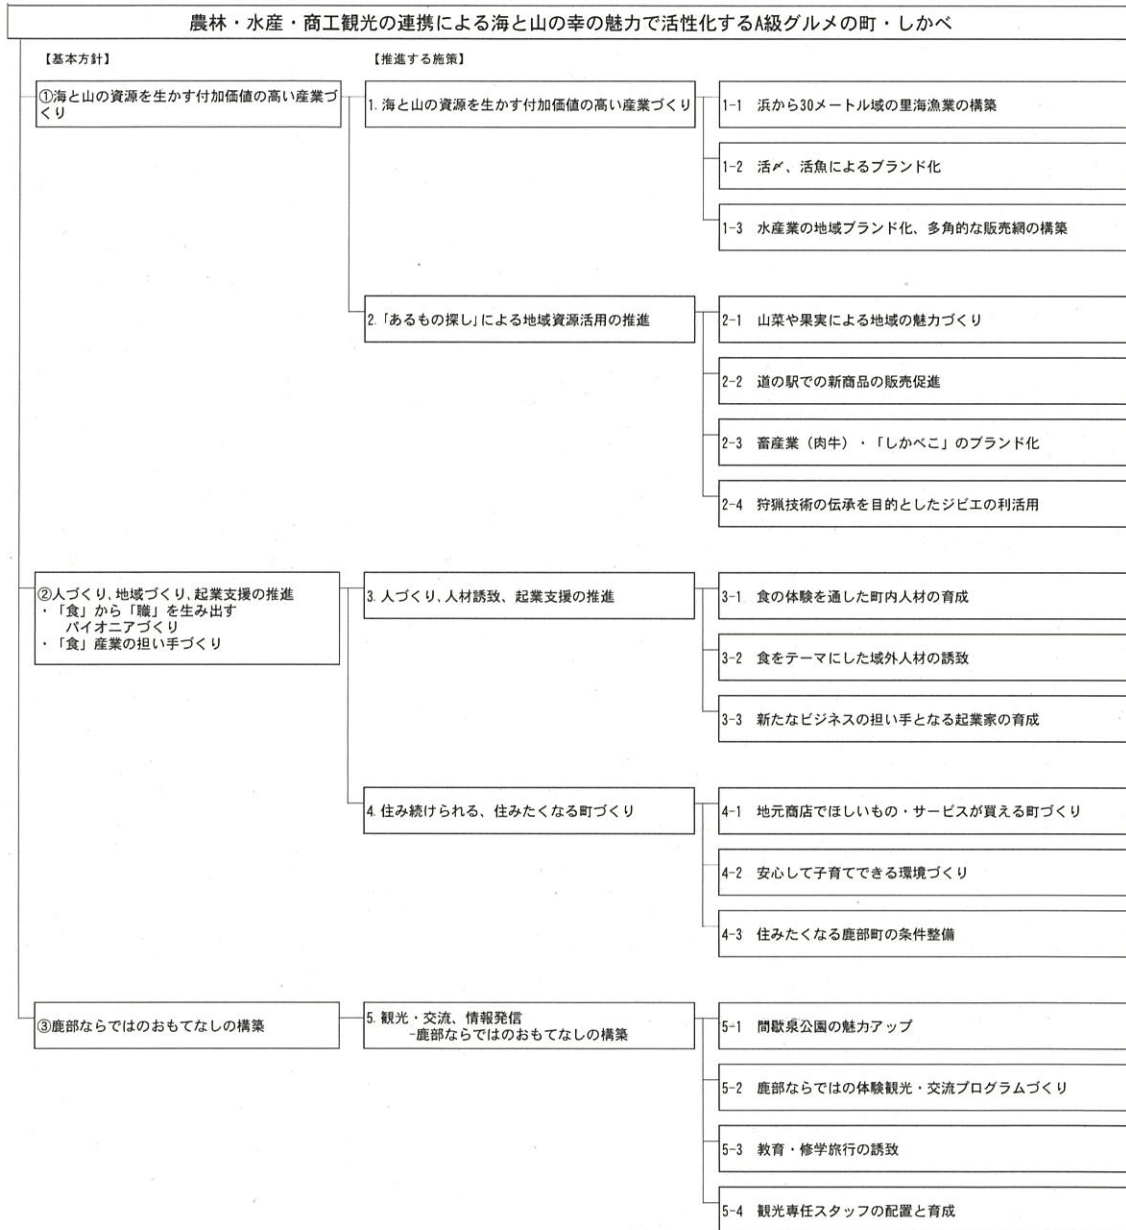 農林・水産・商工観光の連携による海と山の幸の魅力で活性化するA級グルメの町・しかべ
【基本方針】
【推進する施策】
①海と山の資源を生かす付加価値の高い産業づ
くり
1. 海と山の資源を生かす付加価値の高い産業づくり
1-1 浜から30メートル域の里海漁業の構築
1-2 活〆、活魚によるブランド化
1-3 水産業の地域ブランド化、多角的な販売網の構築
2.「あるもの探し」による地域資源活用の推進
2-1 山菜や果実による地域の魅力づくり
2-2 道の駅での新商品の販売促進
2-3 畜産業（肉牛）・「しかべこ」のブランド化
2-4 狩猟技術の伝承を目的としたジビエの利活用
②人づくり、地域づくり、起業支援の推進
・「食」から「職」を生み出す
パイオニアづくり
・「食」産業の担い手づくり
3. 人づくり、人材誘致、起業支援の推進
3-1 食の体験を通した町内人材の育成
3-2 食をテーマにした域外人材の誘致
3-3 新たなビジネスの担い手となる起業家の育成
4. 住み続けられる、住みたくなる町づくり
4-1 地元商店でほしいもの・サービスが買える町づくり
4-2 安心して子育てできる環境づくり
4-3 住みたくなる鹿部町の条件整備
③鹿部ならではのおもてなしの構築
5. 観光・交流、情報発信
-鹿部ならではのおもてなしの構築
5-1 間歇泉公園の魅力アップ
5-2 鹿部ならではの体験観光・交流プログラムづくり
5-3 教育・修学旅行の誘致
5-4 観光専任スタッフの配置と育成